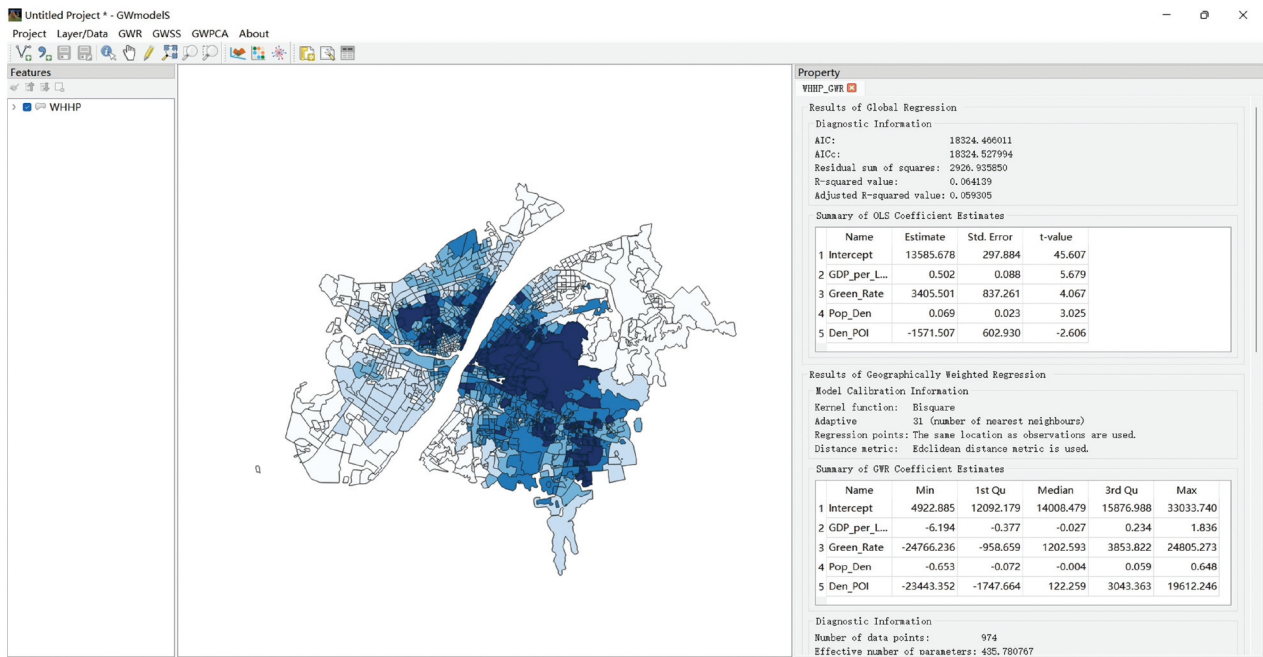 Untitled Project * - GWmodelS
Project Layer/Data GWR GWSS GWPCA About
Features
WHHP
Property
WHHP_GWR
Results of Global Regression
Diagnostic Information
AIC: 18324.466011
AICc: 18324.527994
Residual sum of squares: 2926.935850
R-squared value: 0.064139
Adjusted R-squared value: 0.059305
Summary of OLS Coefficient Estimates
Name Estimate Std. Error t-value
1 Intercept 13585.678 297.884 45.607
2 GDP_per_L... 0.502 0.088 5.679
3 Green_Rate 3405.501 837.261 4.067
4 Pop_Den 0.069 0.023 3.025
5 Den_POI -1571.507 602.930 -2.606
Results of Geographically Weighted Regression
Model Calibration Information
Kernel function: Bisquare
Adaptive 31 (number of nearest neighbours)
Regression points: The same location as observations are used.
Distance metric: Edclidean distance metric is used.
Summary of GWR Coefficient Estimates
Name Min 1st Qu Median 3rd Qu Max
1 Intercept 4922.885 12092.179 14008.479 15876.988 33033.740
2 GDP_per_L... -6.194 -0.377 -0.027 0.234 1.836
3 Green_Rate -24766.236 -958.659 1202.593 3853.822 24805.273
4 Pop_Den -0.653 -0.072 -0.004 0.059 0.648
5 Den_POI -23443.352 -1747.664 122.259 3043.363 19612.246
Diagnostic Information
Number of data points: 974
Effective number of parameters: 435.780767